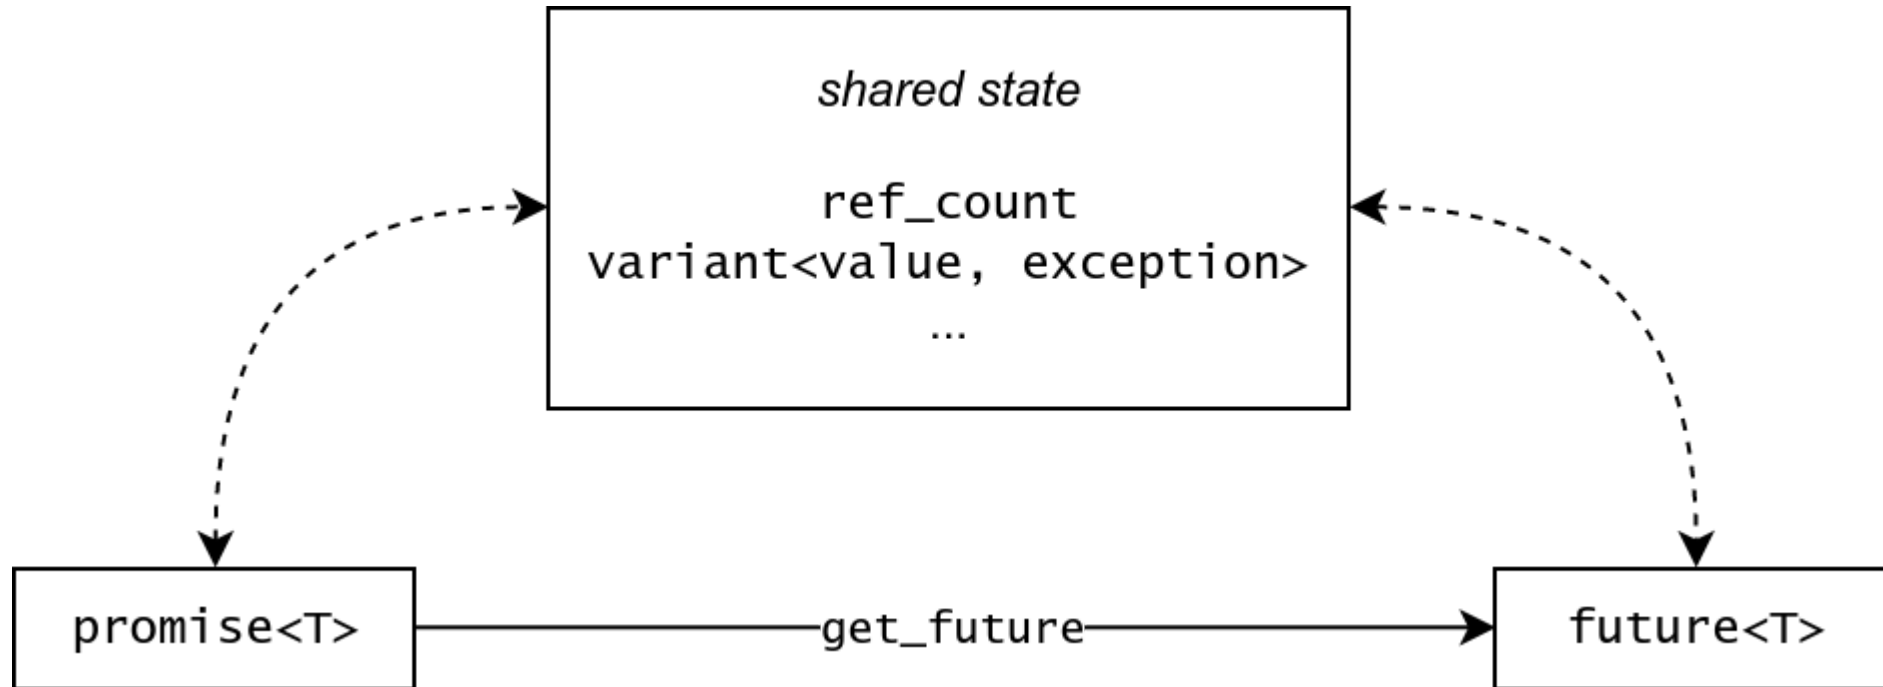 shared state
ref_count
variant<value, exception>
...
promise<T>
get_future
future<T>